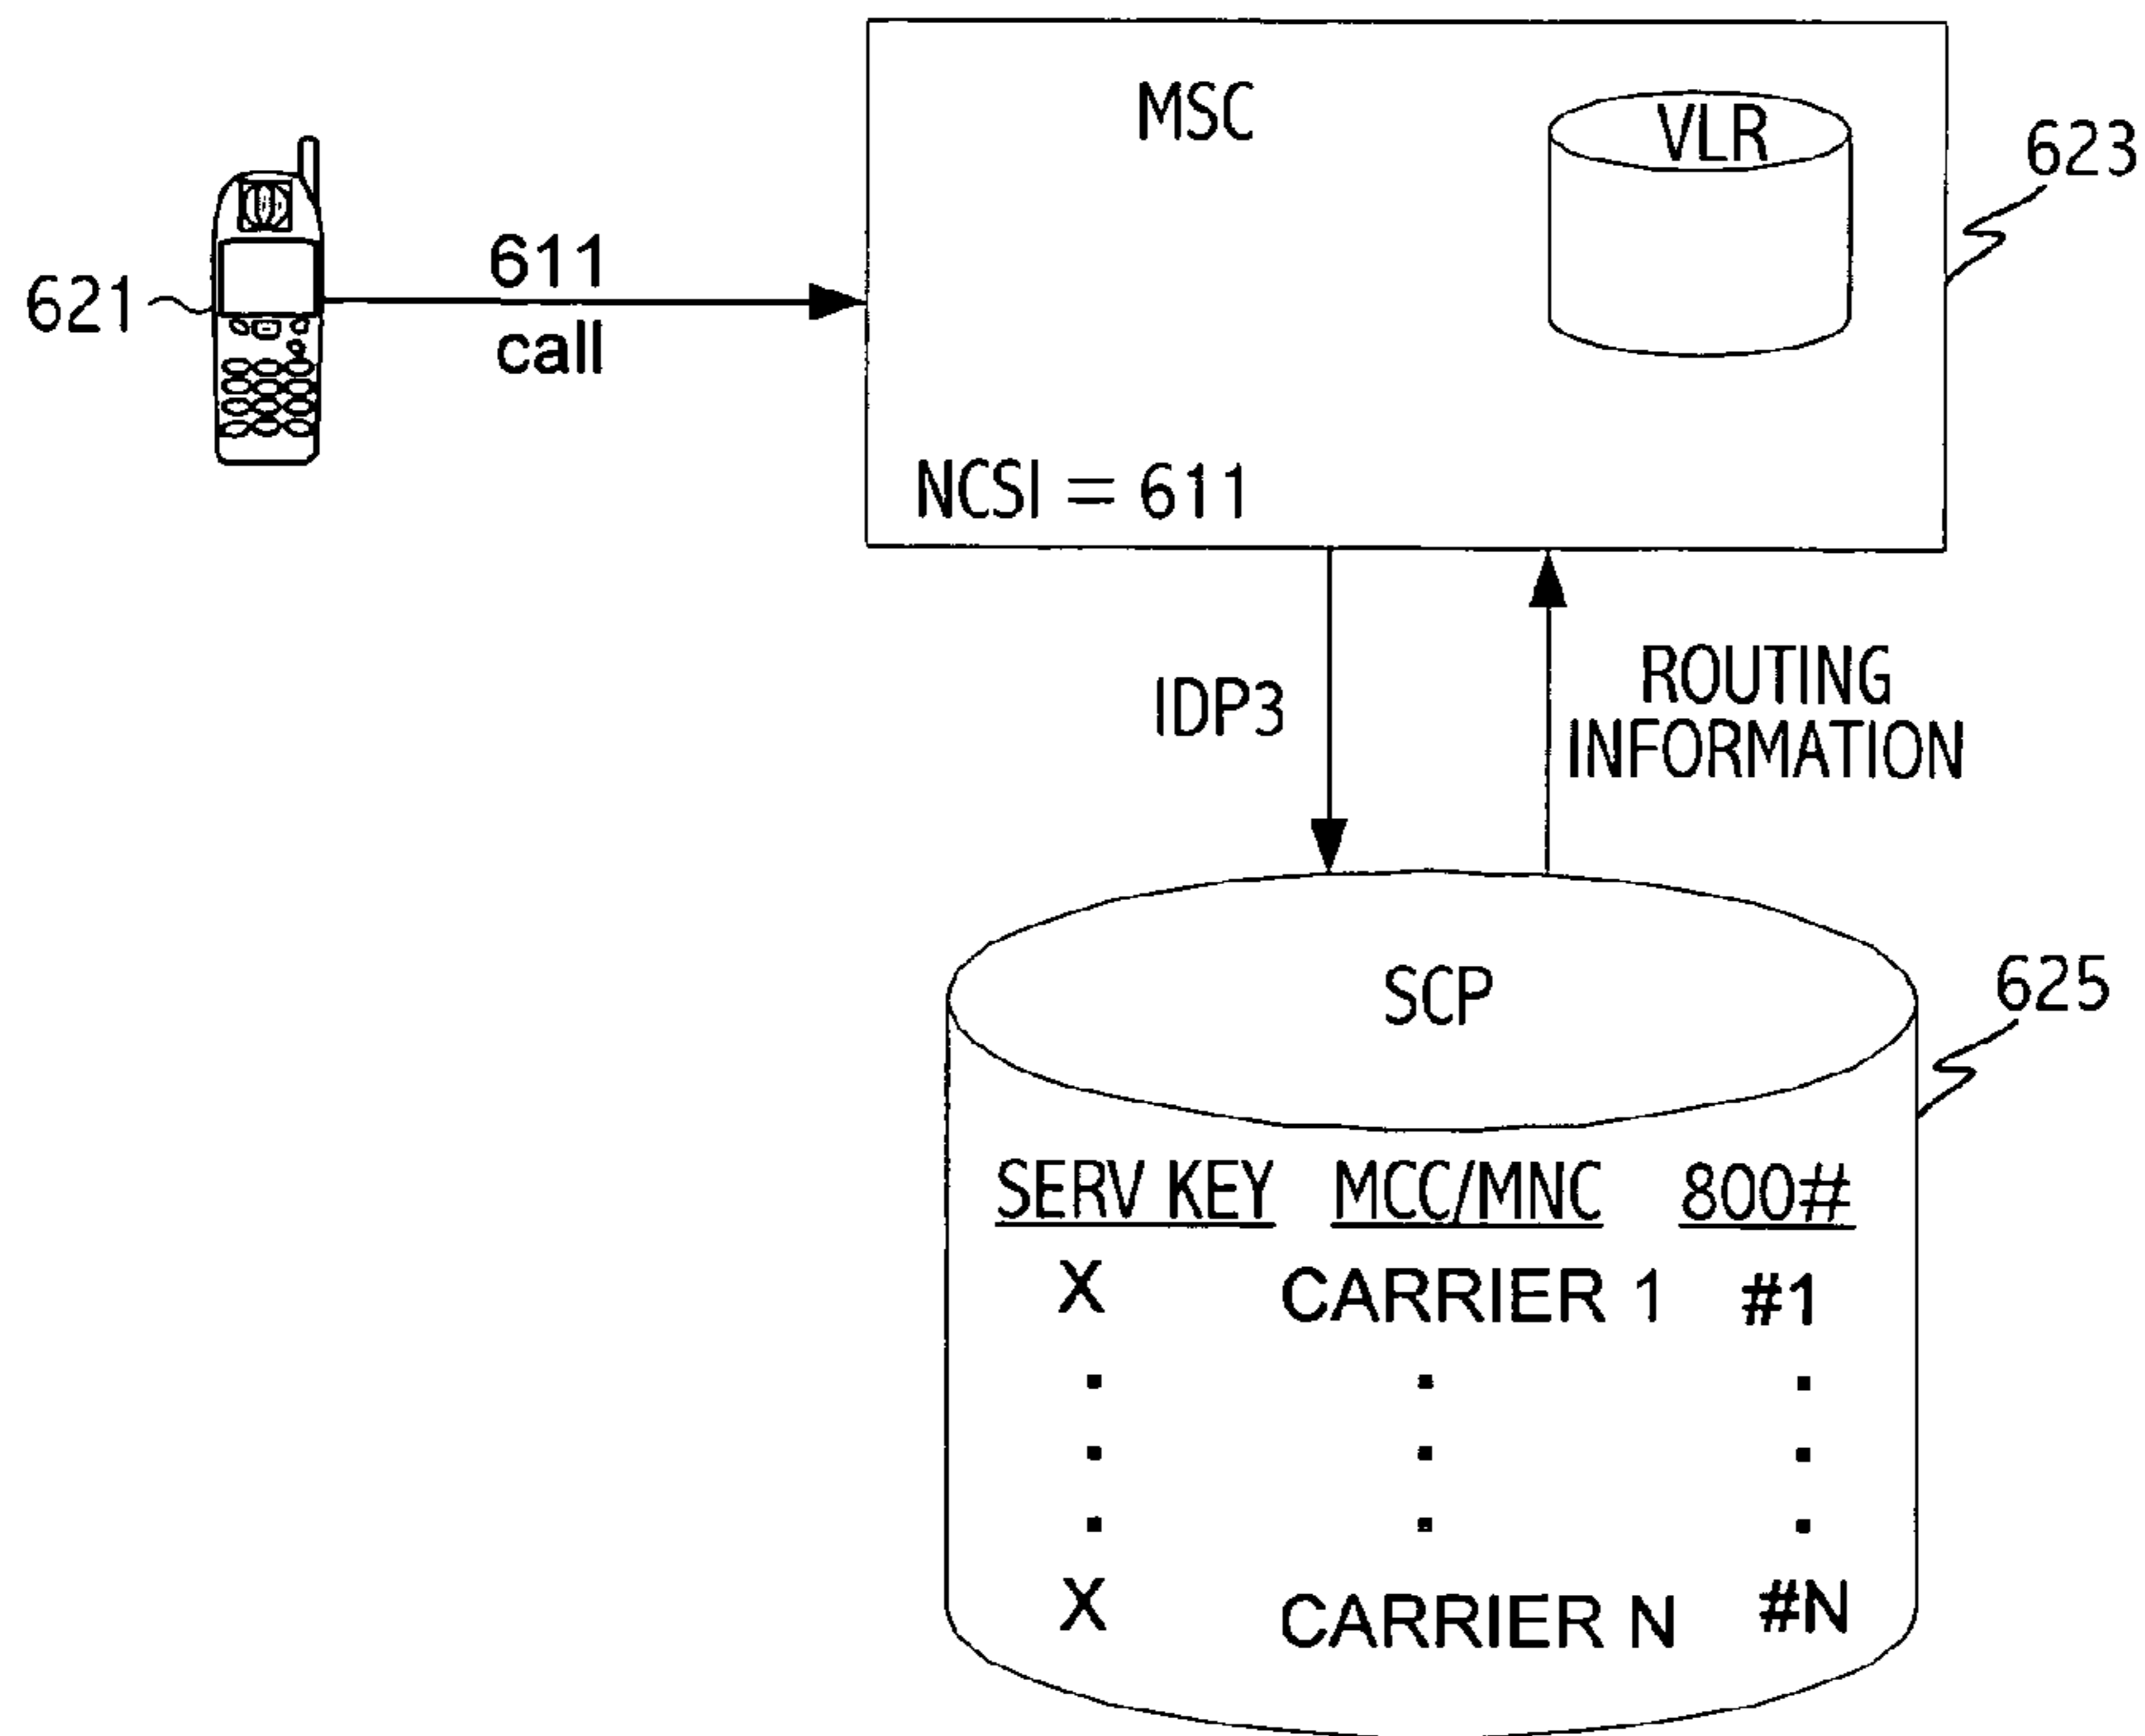 MSC
VLR
623
611
call
621
NCSI = 611
IDP3
ROUTING
INFORMATION
SCP
625
SERV KEY MCC/MNC 800#
X CARRIER 1 #1
. . .
. . .
. . .
X CARRIER N #N